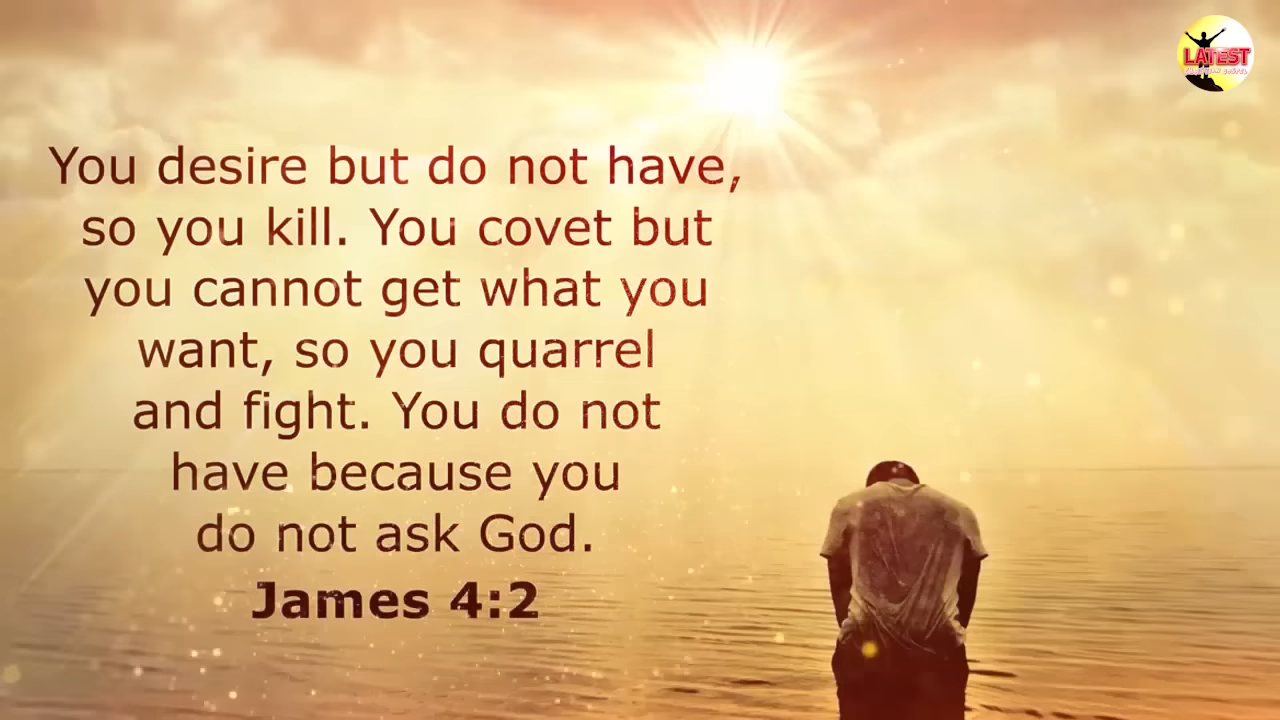 LATEST
You desire but do not have,
so you kill. You covet but
you cannot get what you
want, so you quarrel
and fight. You do not
have because you
do not ask God.
James 4:2